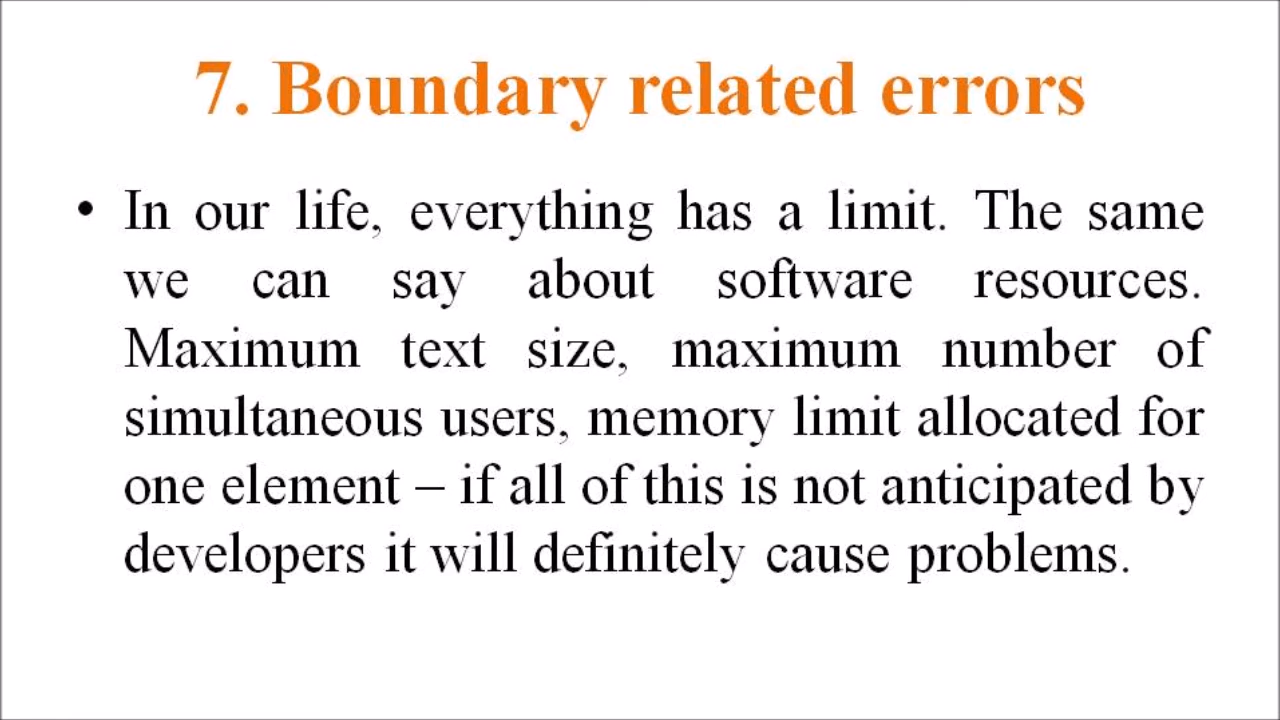 7. Boundary related errors
• In our life, everything has a limit. The same
we can say about software resources.
Maximum text size, maximum number of
simultaneous users, memory limit allocated for
one element – if all of this is not anticipated by
developers it will definitely cause problems.